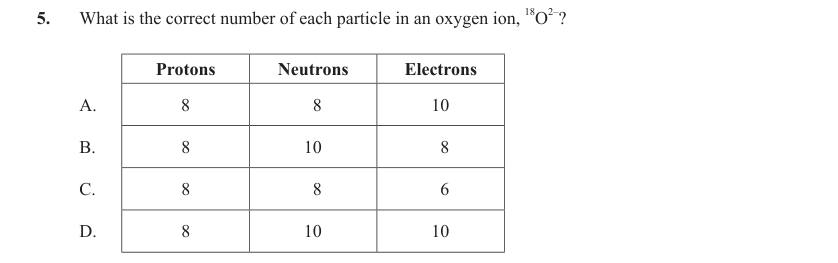 5. What is the correct number of each particle in an oxygen ion, ¹⁸O²⁻?
Protons Neutrons Electrons
A. 8 8 10
B. 8 10 8
C. 8 8 6
D. 8 10 10